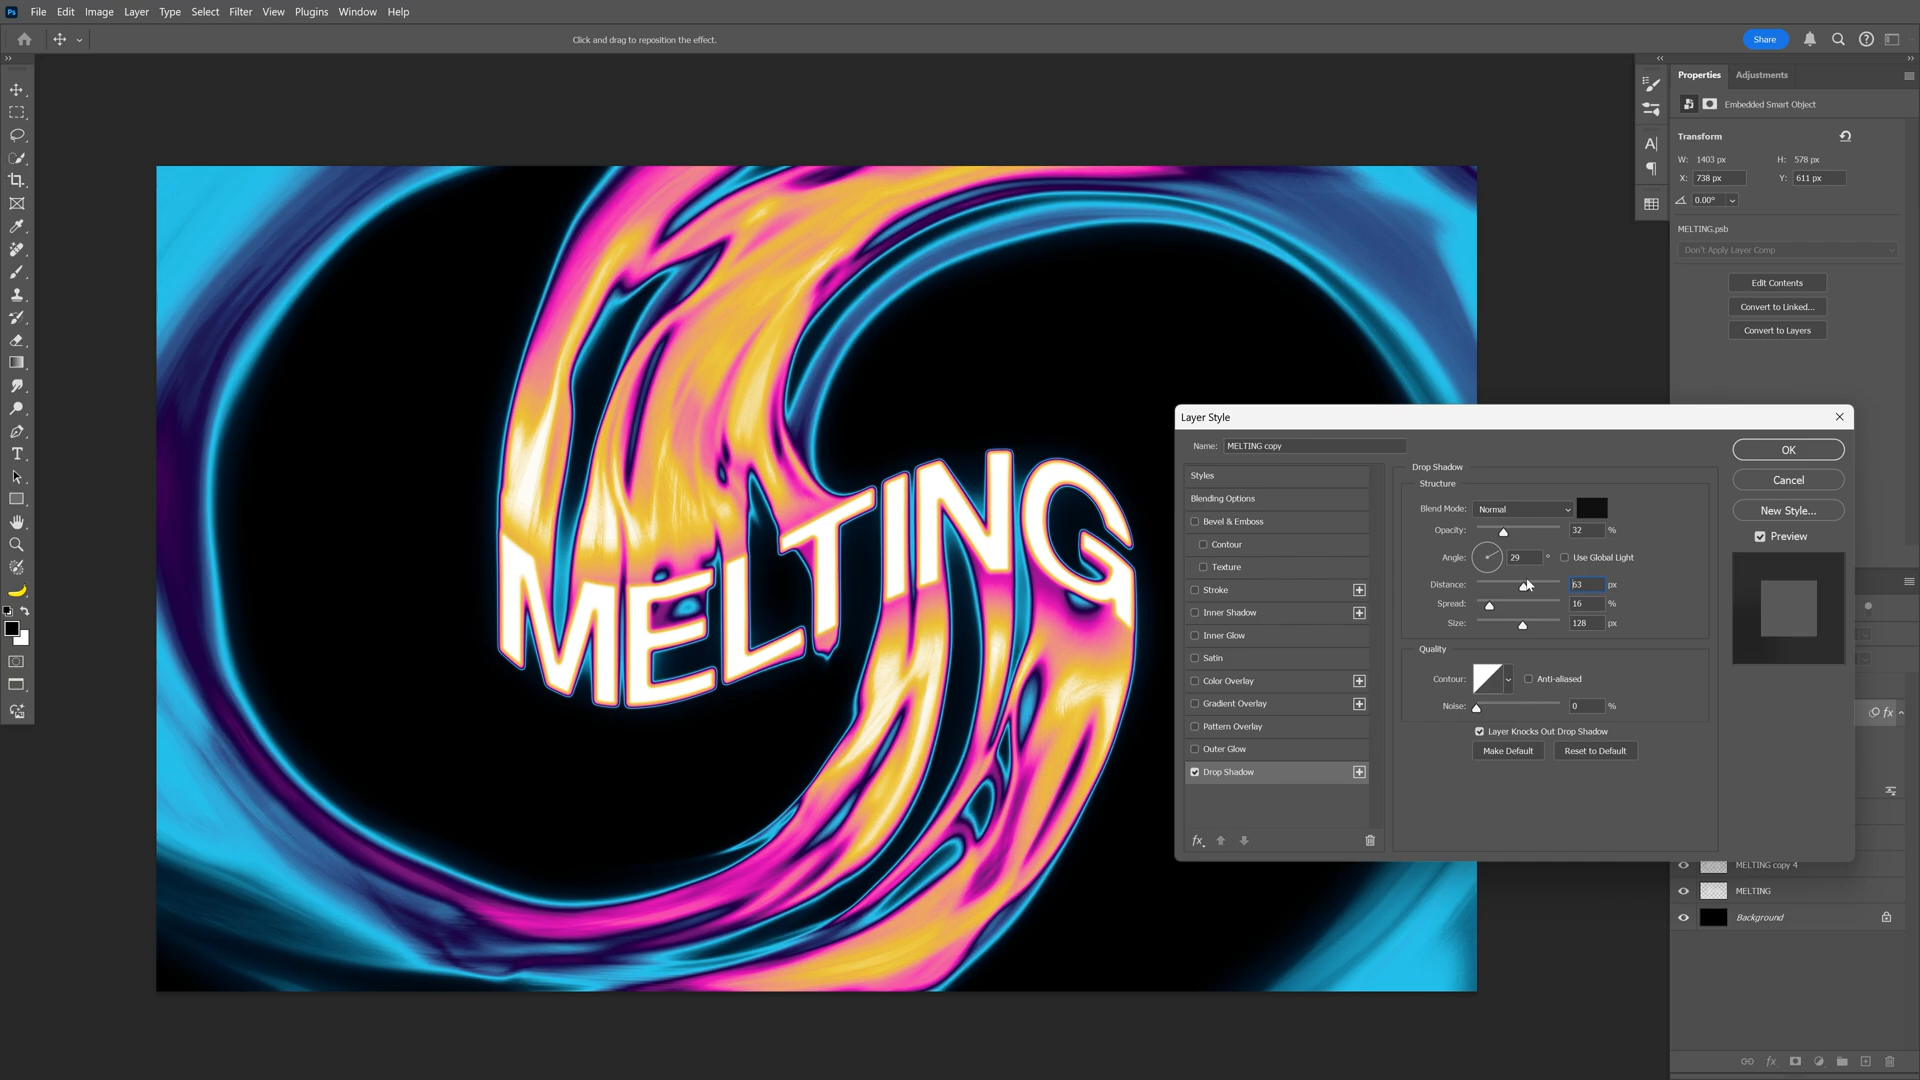 Ps File Edit Image Layer Type Select Filter View Plugins Window Help
Click and drag to reposition the effect.
Share
Properties Adjustments
Embedded Smart Object
Transform
W: 1403 px H: 578 px
X: 738 px Y: 611 px
0.00°
MELTING.psb
Don't Apply Layer Comp
Edit Contents
Convert to Linked...
Convert to Layers
MELTING
Layer Style
Name: MELTING copy
Styles
Blending Options
Bevel & Emboss
Contour
Texture
Stroke
Inner Shadow
Inner Glow
Satin
Color Overlay
Gradient Overlay
Pattern Overlay
Outer Glow
Drop Shadow
fx
Drop Shadow
Structure
Blend Mode: Normal
Opacity: 32 %
Angle: 29 ° Use Global Light
Distance: 63 px
Spread: 16 %
Size: 128 px
Quality
Contour: Anti-aliased
Noise: 0 %
Layer Knocks Out Drop Shadow
Make Default Reset to Default
OK
Cancel
New Style...
Preview
fx
MELTING copy 4
MELTING
Background
fx